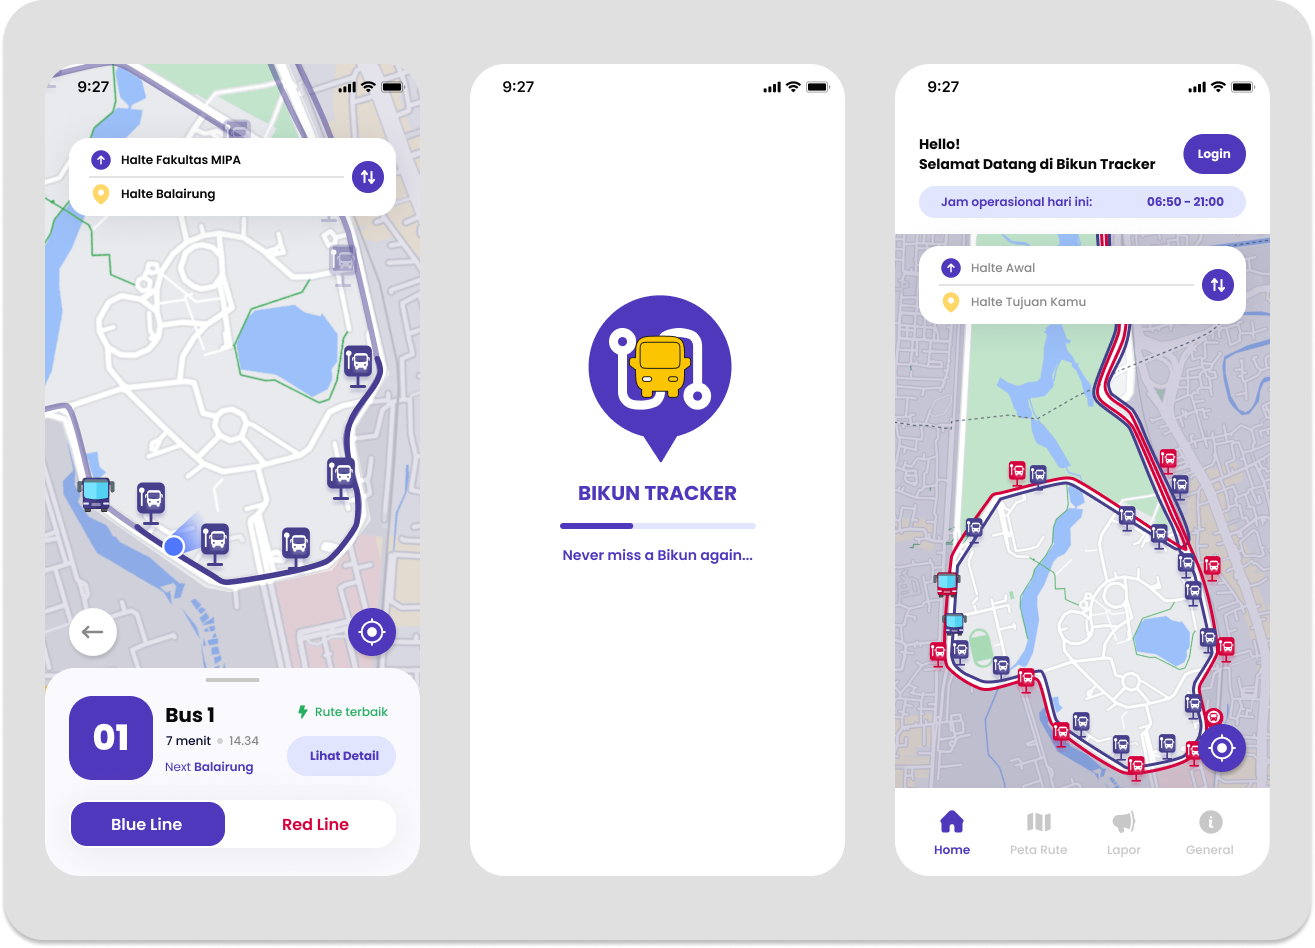 9:27
Halte Fakultas MIPA
Halte Balairung
01
Bus 1
7 menit 14.34
Next Balairung
Rute terbaik
Lihat Detail
Blue Line
Red Line
9:27
BIKUN TRACKER
Never miss a Bikun again...
9:27
Hello!
Selamat Datang di Bikun Tracker
Login
Jam operasional hari ini: 06:50 - 21:00
Halte Awal
Halte Tujuan Kamu
Home
Peta Rute
Lapor
General